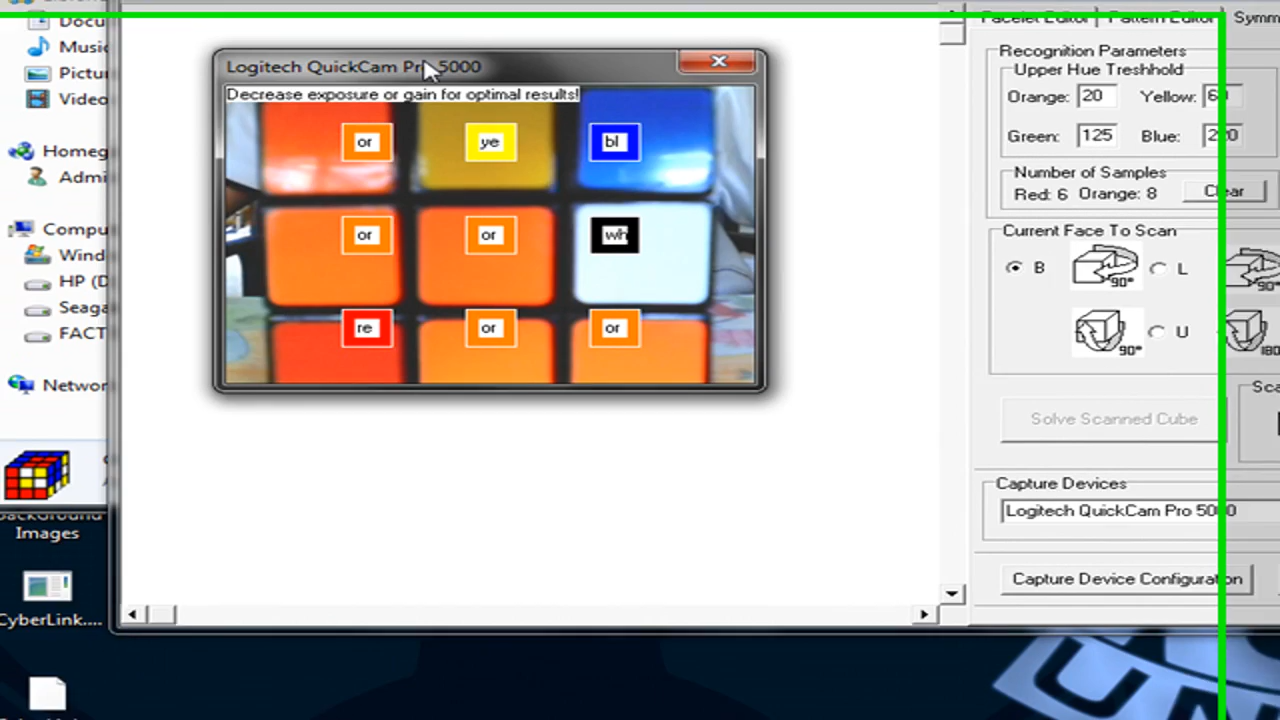 Docu
Music
Pictur
Video
Homeg
Admi
Compu
Wind
HP (D
Seaga
FACT
Networ
Images
CyberLink....
Logitech QuickCam Pro 5000
Decrease exposure or gain for optimal results!
or
ye
bl
or
or
wh
re
or
or
Facelet Editor
Pattern Editor
Symm
Recognition Parameters
Upper Hue Treshhold
Orange: 20 Yellow: 60
Green: 125 Blue:
Number of Samples
Red: 6 Orange: 8 Clear
Current Face To Scan
B
90°
L
90°
90°
U
180
Solve Scanned Cube
Sca
Capture Devices
Logitech QuickCam Pro 5000
Capture Device Configuration